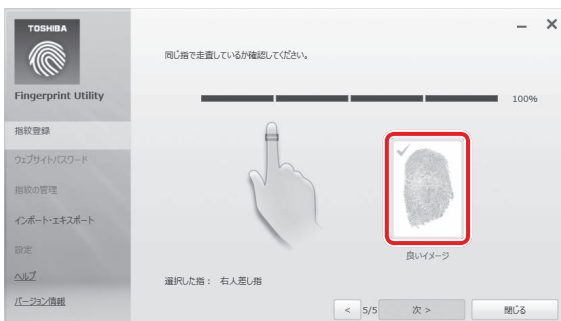 TOSHIBA
Fingerprint Utility
指紋登録
ウェブサイトパスワード
指紋の管理
インポート・エキスポート
設定
ヘルプ
バージョン情報
同じ指で走査しているか確認してください。
100%
良いイメージ
選択した指： 右人差し指
< 5/5 次 > 閉じる